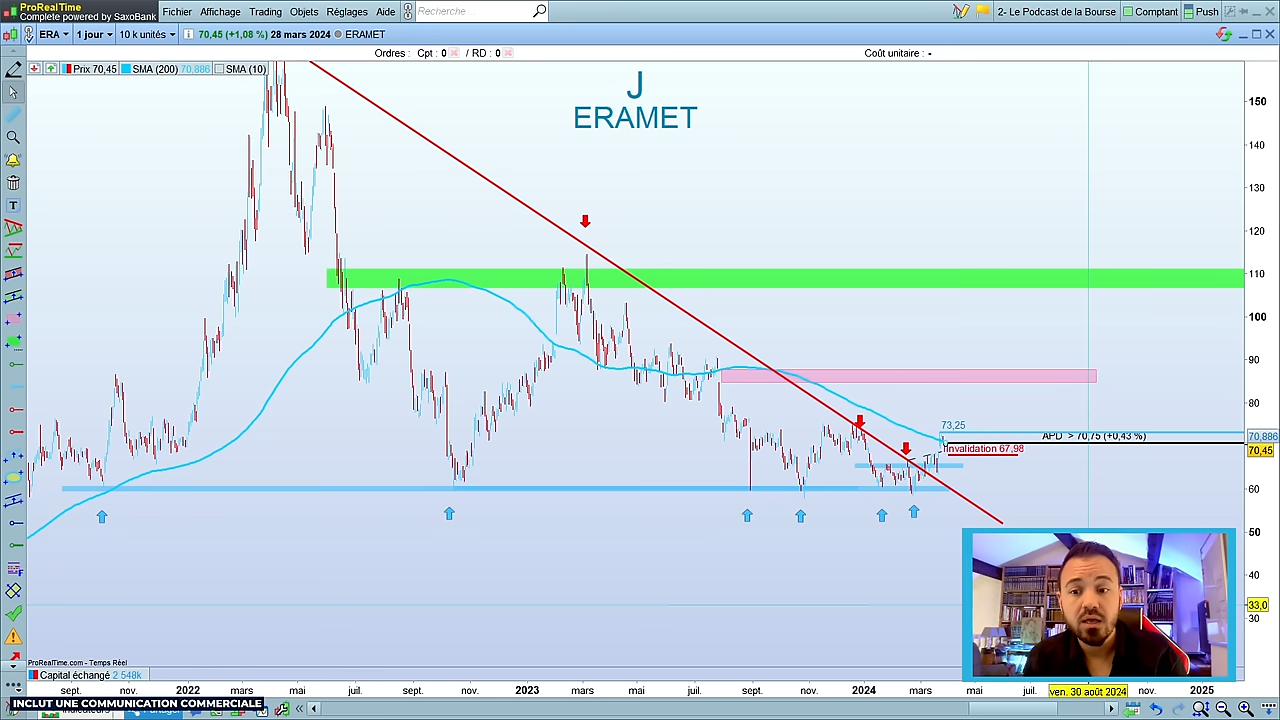 ProRealTime
Complete powered by SaxoBank
Fichier Affichage Trading Objets Réglages Aide
Recherche
2- Le Podcast de la Bourse
Comptant
Push
ERA
1 jour
10 k unités
70,45 (+1,08 %) 28 mars 2024
ERAMET
Ordres : Cpt : 0 / RD : 0
Coût unitaire : -
Prix 70,45
SMA (200) 70,886
SMA (10)
J
ERAMET
150
140
130
120
110
100
90
80
73,25
APD > 70,75 (+0,43 %)
70,886
Invalidation 67,98
70,45
60
50
40
33,0
30
ProRealTime.com - Temps Réel
Capital échangé 2 548k
sept. nov. 2022 mars mai juil. sept. nov. 2023 mars mai juil. sept. nov. 2024 mars mai juil. ven. 30 août 2024 nov. 2025
INCLUT UNE COMMUNICATION COMMERCIALE